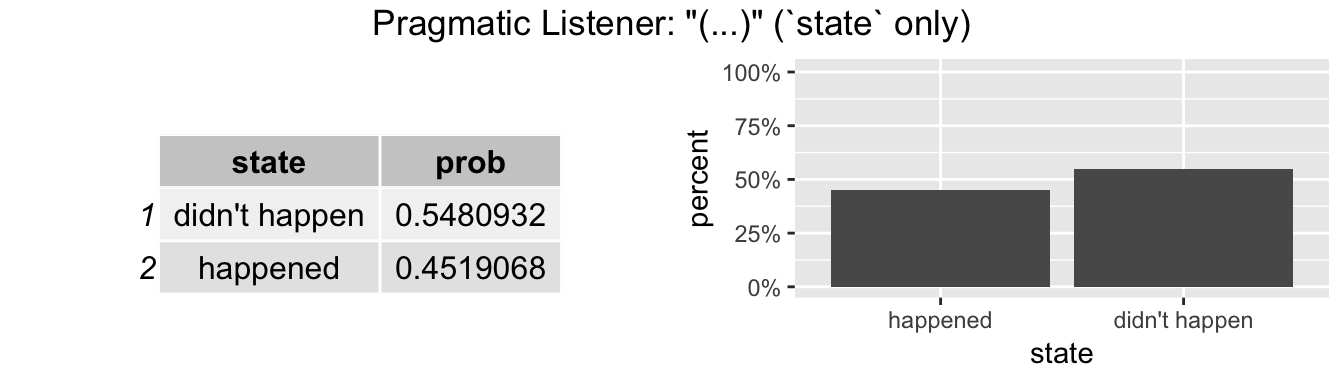 Pragmatic Listener: "(...)" (`state` only)
state prob
1 didn't happen 0.5480932
2 happened 0.4519068
100%
75%
50%
25%
0%
percent
happened didn't happen
state